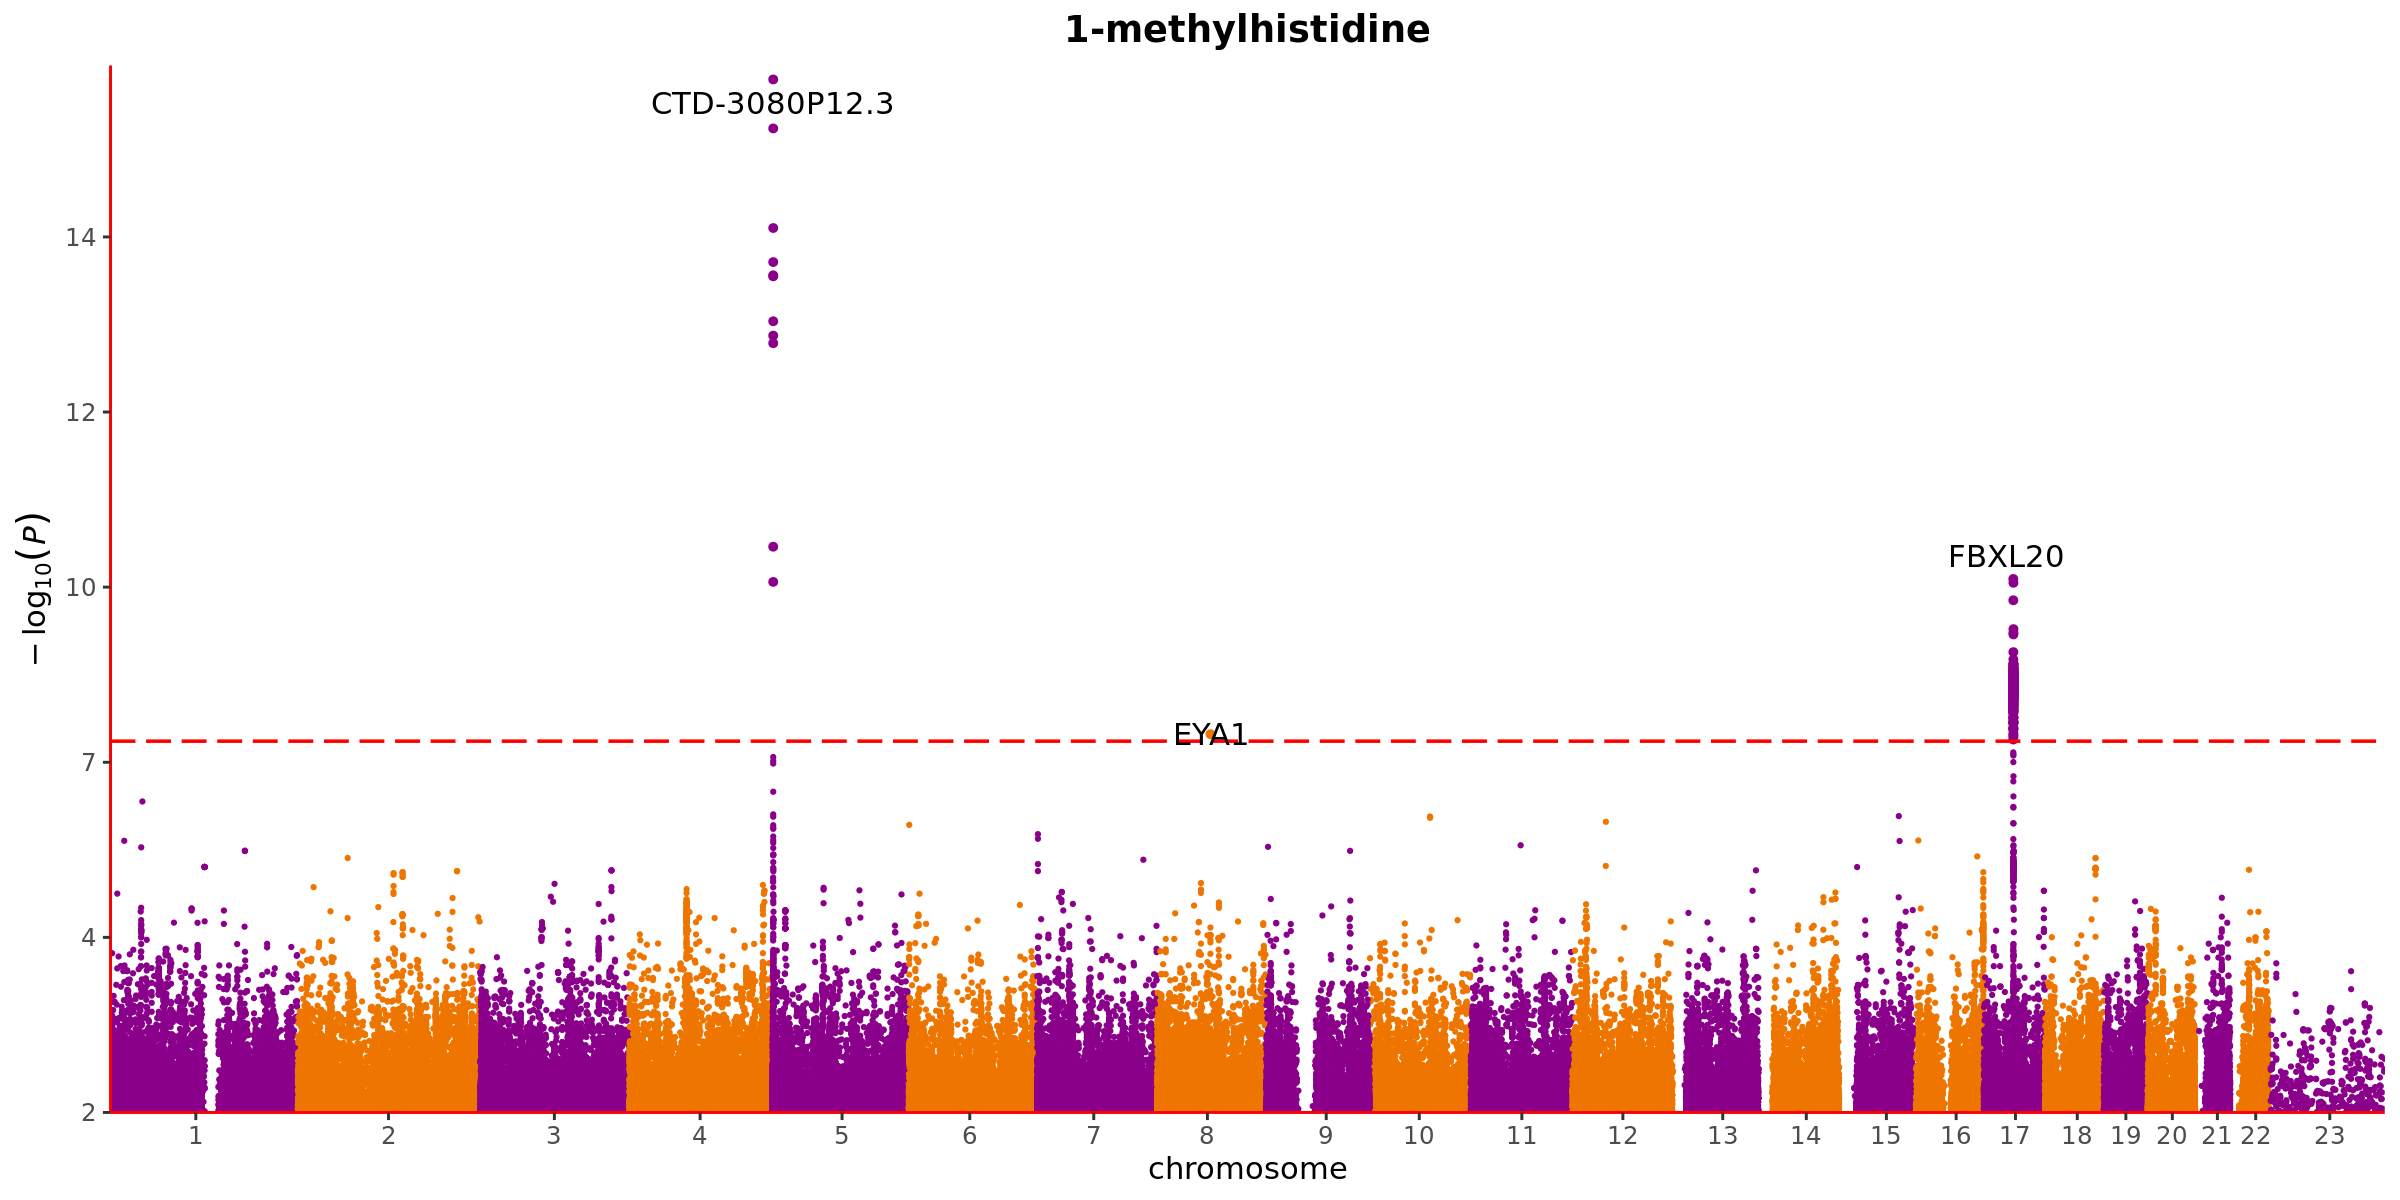 1-methylhistidine
CTD-3080P12.3
14
12
FBXL20
− log10(P)
10
EYA1
7
4
2
1 2 3 4 5 6 7 8 9 10 11 12 13 14 15 16 17 18 19 20 21 22 23
chromosome